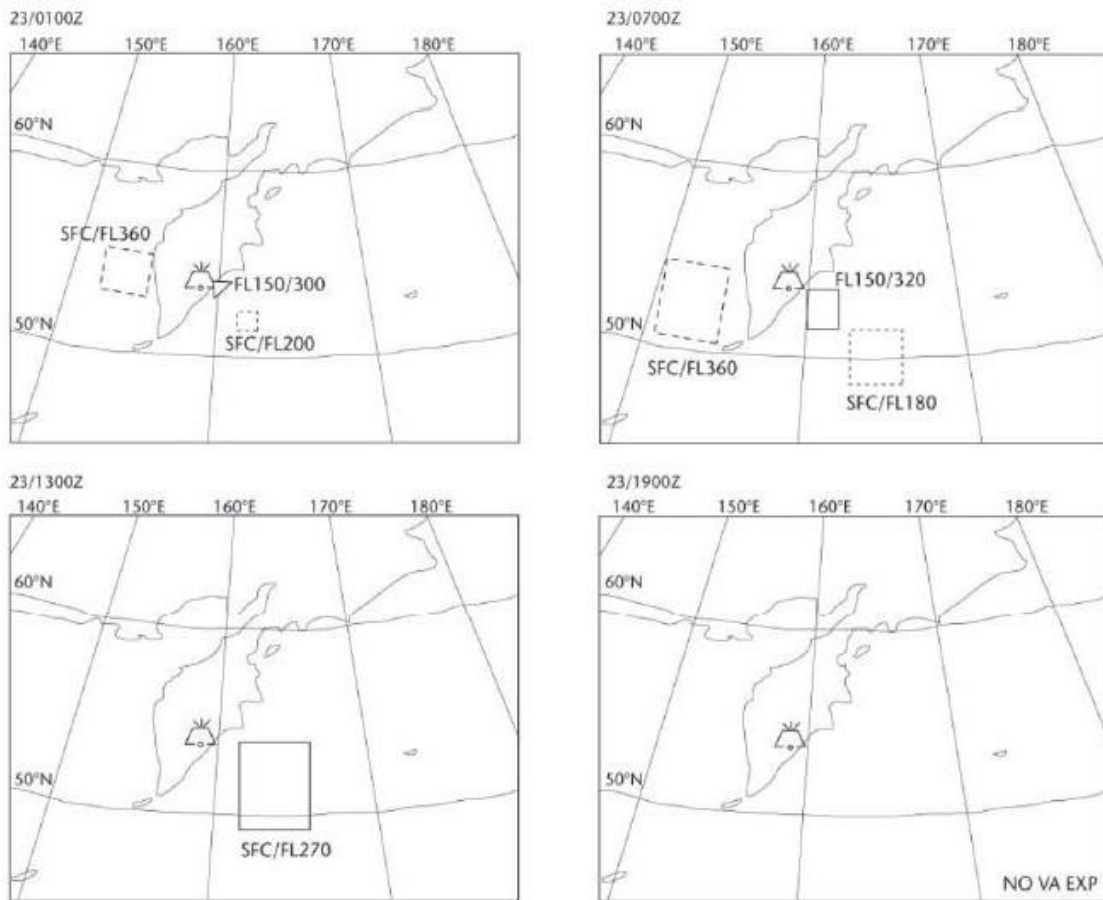 23/0100Z
140°E 150°E 160°E 170°E 180°E
60°N
SFC/FL360
FL150/300
50°N
SFC/FL200
23/0700Z
140°E 150°E 160°E 170°E 180°E
60°N
FL150/320
50°N
SFC/FL360
SFC/FL180
23/1300Z
140°E 150°E 160°E 170°E 180°E
60°N
50°N
SFC/FL270
23/1900Z
140°E 150°E 160°E 170°E 180°E
60°N
50°N
NO VA EXP